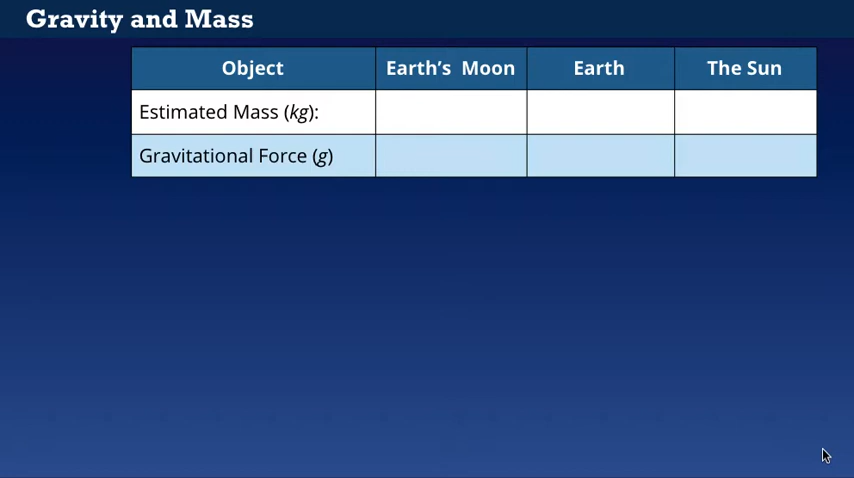 Gravity and Mass
Object Earth's Moon Earth The Sun
Estimated Mass (kg):
Gravitational Force (g)